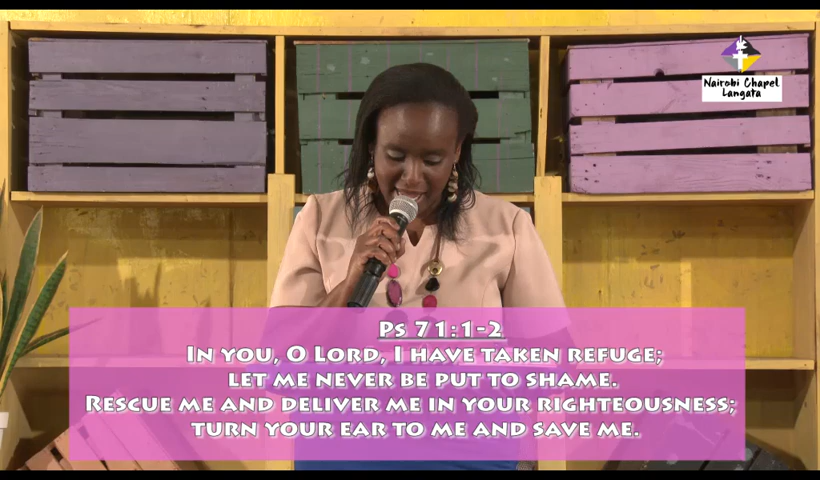 Nairobi Chapel
Langata
Ps 71:1-2
In you, O Lord, I have taken refuge;
let me never be put to shame.
Rescue me and deliver me in your righteousness;
turn your ear to me and save me.